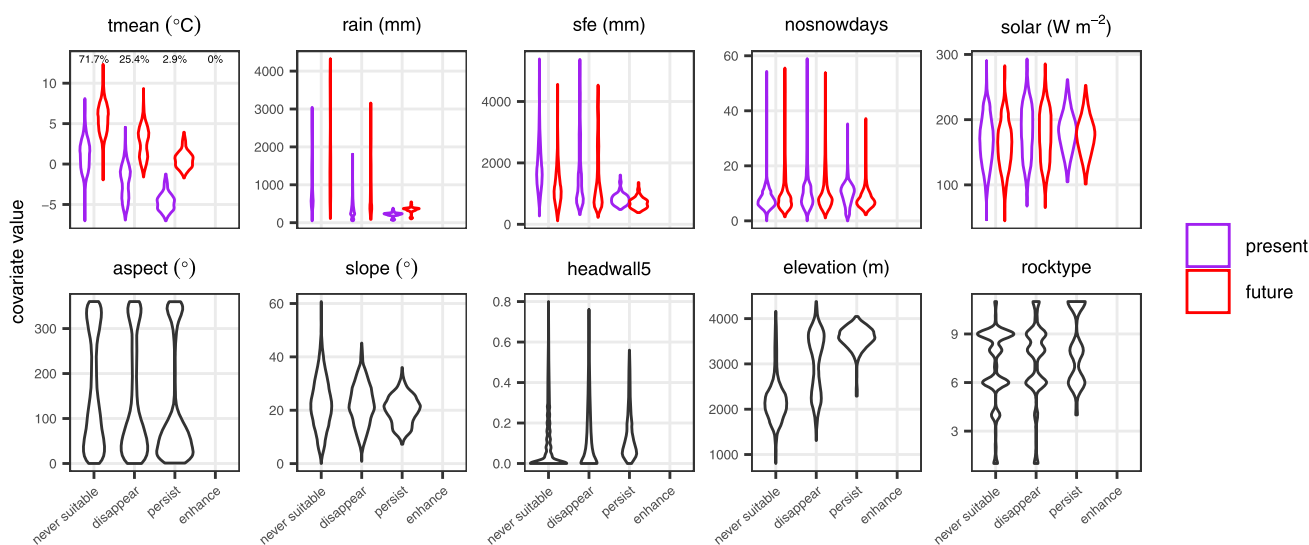 tmean (°C)
rain (mm)
sfe (mm)
nosnowdays
solar (W m⁻²)
71.7% 25.4% 2.9% 0%
10
5
0
−5
4000
3000
2000
1000
0
4000
2000
0
60
40
20
0
300
200
100
covariate value
aspect (°)
slope (°)
headwall5
elevation (m)
rocktype
300
200
100
0
60
40
20
0
0.8
0.6
0.4
0.2
0.0
4000
3000
2000
1000
9
6
3
never suitable
disappear
persist
enhance
never suitable
disappear
persist
enhance
never suitable
disappear
persist
enhance
never suitable
disappear
persist
enhance
never suitable
disappear
persist
enhance
present
future